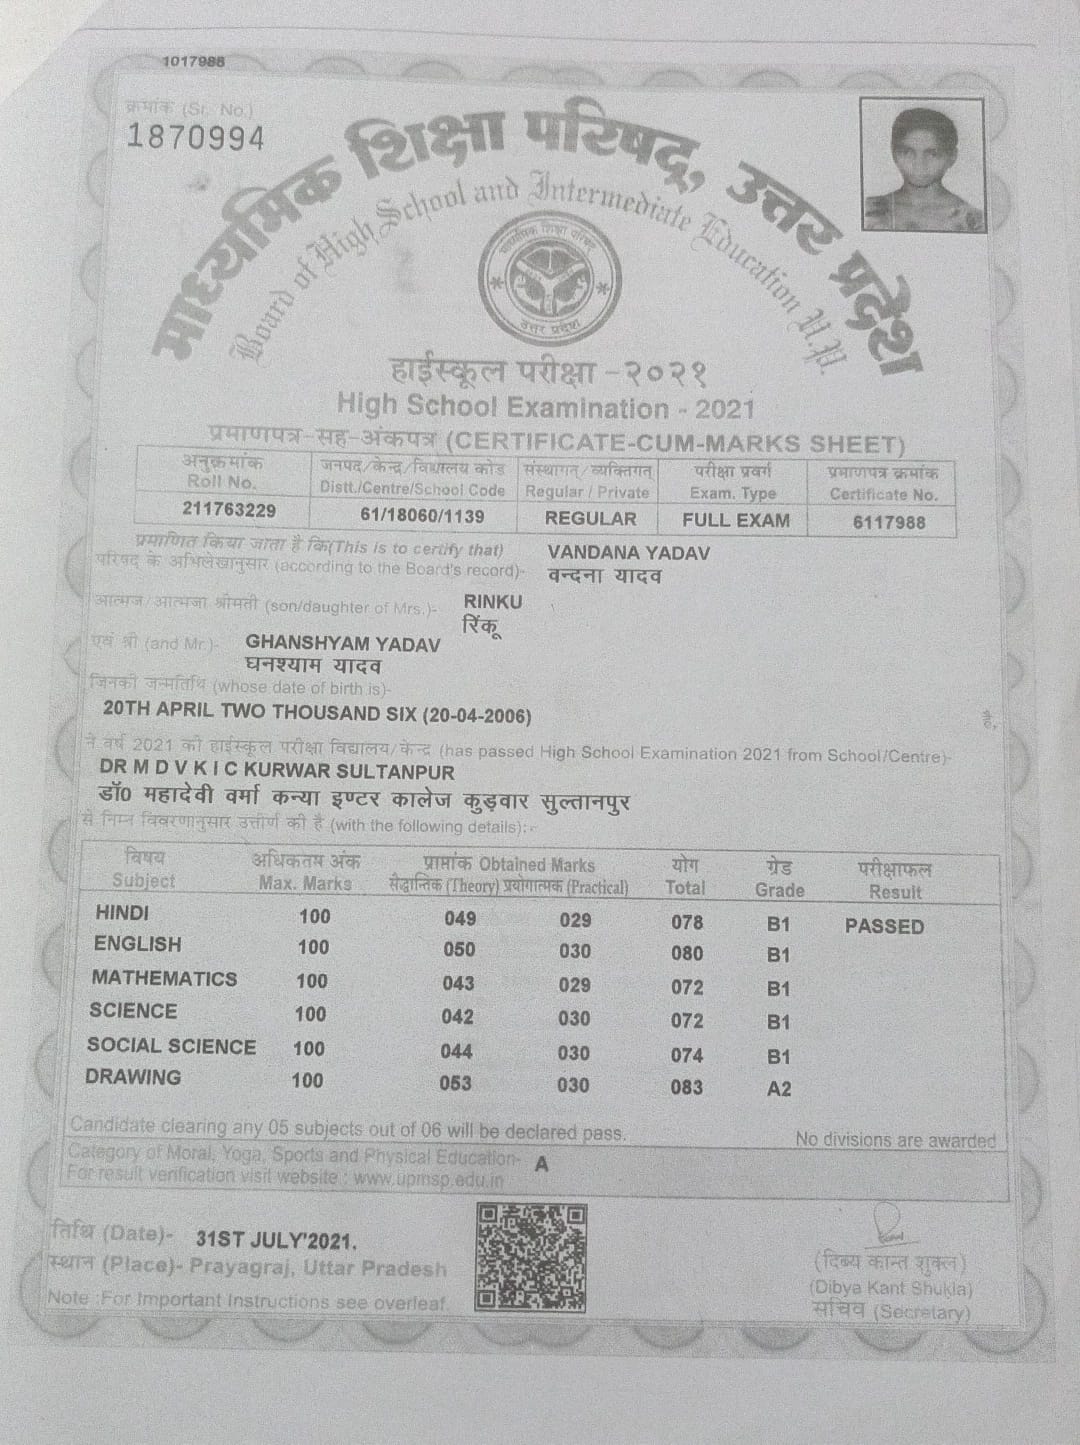 1017988
क्रमांक (Sr. No.)
1870994
माध्यमिक शिक्षा परिषद्, उत्तर प्रदेश
Board of High School and Intermediate Education U.P.
माध्यमिक शिक्षा परिषद
उत्तर प्रदेश
हाईस्कूल परीक्षा -२०२१
High School Examination - 2021
प्रमाणपत्र-सह-अंकपत्र (CERTIFICATE-CUM-MARKS SHEET)
अनुक्रमांक जनपद/केन्द्र/विद्यालय कोड संस्थागत/व्यक्तिगत परीक्षा प्रवर्ग प्रमाणपत्र क्रमांक
Roll No. Distt./Centre/School Code Regular / Private Exam. Type Certificate No.
211763229 61/18060/1139 REGULAR FULL EXAM 6117988
प्रमाणित किया जाता है कि(This is to certify that) VANDANA YADAV
परिषद के अभिलेखानुसार (according to the Board's record)- वन्दना यादव
आत्मज/आत्मजा श्रीमती (son/daughter of Mrs.)- RINKU
रिंकू
एवं श्री (and Mr.)- GHANSHYAM YADAV
घनश्याम यादव
जिनकी जन्मतिथि (whose date of birth is)-
20TH APRIL TWO THOUSAND SIX (20-04-2006) है,
ने वर्ष 2021 की हाईस्कूल परीक्षा विद्यालय/केन्द्र (has passed High School Examination 2021 from School/Centre)-
DR M D V K I C KURWAR SULTANPUR
डॉ0 महादेवी वर्मा कन्या इण्टर कालेज कुड़वार सुल्तानपुर
से निम्न विवरणानुसार उत्तीर्ण की है (with the following details):-
विषय अधिकतम अंक प्राप्तांक Obtained Marks योग ग्रेड परीक्षाफल
Subject Max. Marks सैद्धान्तिक (Theory) प्रयोगात्मक (Practical) Total Grade Result
HINDI 100 049 029 078 B1 PASSED
ENGLISH 100 050 030 080 B1
MATHEMATICS 100 043 029 072 B1
SCIENCE 100 042 030 072 B1
SOCIAL SCIENCE 100 044 030 074 B1
DRAWING 100 053 030 083 A2
Candidate clearing any 05 subjects out of 06 will be declared pass. No divisions are awarded
Category of Moral, Yoga, Sports and Physical Education- A
For result verification visit website : www.upmsp.edu.in
तिथि (Date)- 31ST JULY'2021.
स्थान (Place)- Prayagraj, Uttar Pradesh
Note :For Important Instructions see overleaf.
(दिब्य कान्त शुक्ल)
(Dibya Kant Shukla)
सचिव (Secretary)